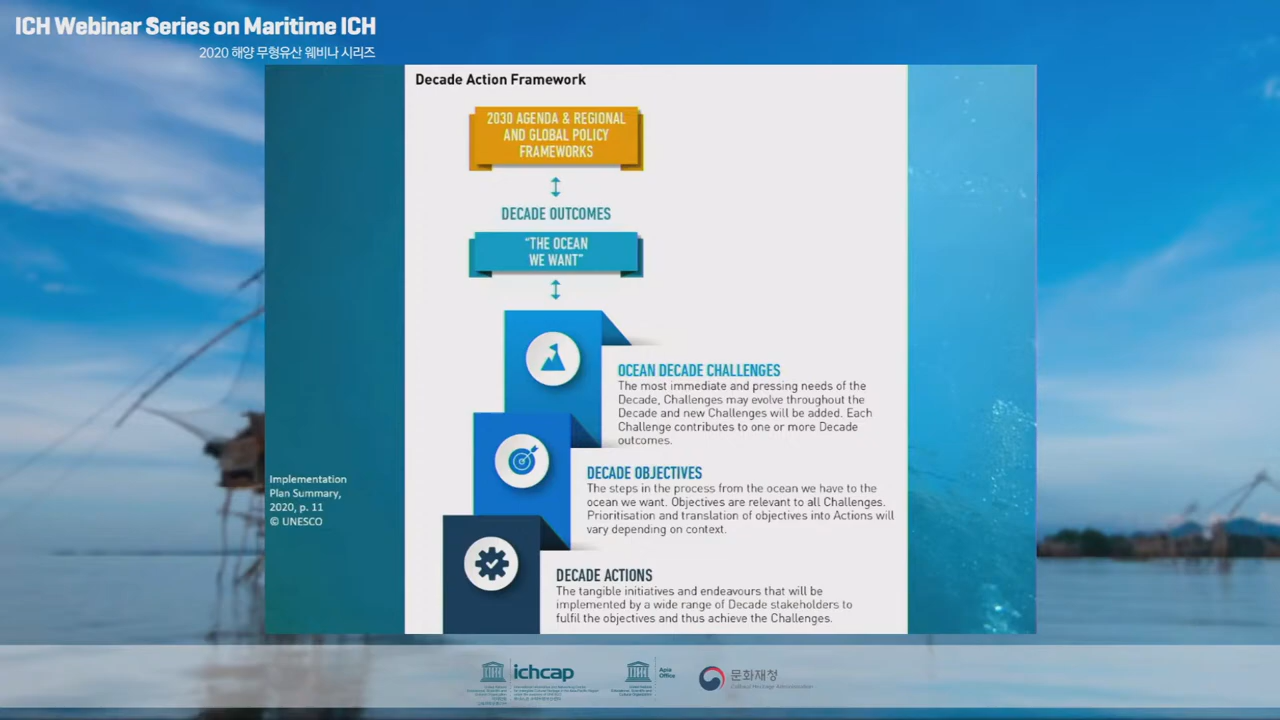 ICH Webinar Series on Maritime ICH
2020 해양 무형유산 웨비나 시리즈
Decade Action Framework
2030 AGENDA & REGIONAL
AND GLOBAL POLICY
FRAMEWORKS
DECADE OUTCOMES
"THE OCEAN
WE WANT"
OCEAN DECADE CHALLENGES
The most immediate and pressing needs of the
Decade, Challenges may evolve throughout the
Decade and new Challenges will be added. Each
Challenge contributes to one or more Decade
outcomes.
DECADE OBJECTIVES
The steps in the process from the ocean we have to the
ocean we want. Objectives are relevant to all Challenges.
Prioritisation and translation of objectives into Actions will
vary depending on context.
Implementation
Plan Summary,
2020, p. 11
© UNESCO
DECADE ACTIONS
The tangible initiatives and endeavours that will be
implemented by a wide range of Decade stakeholders to
fulfil the objectives and thus achieve the Challenges.
ichcap
Apia
Office
문화재청
Cultural Heritage Administration